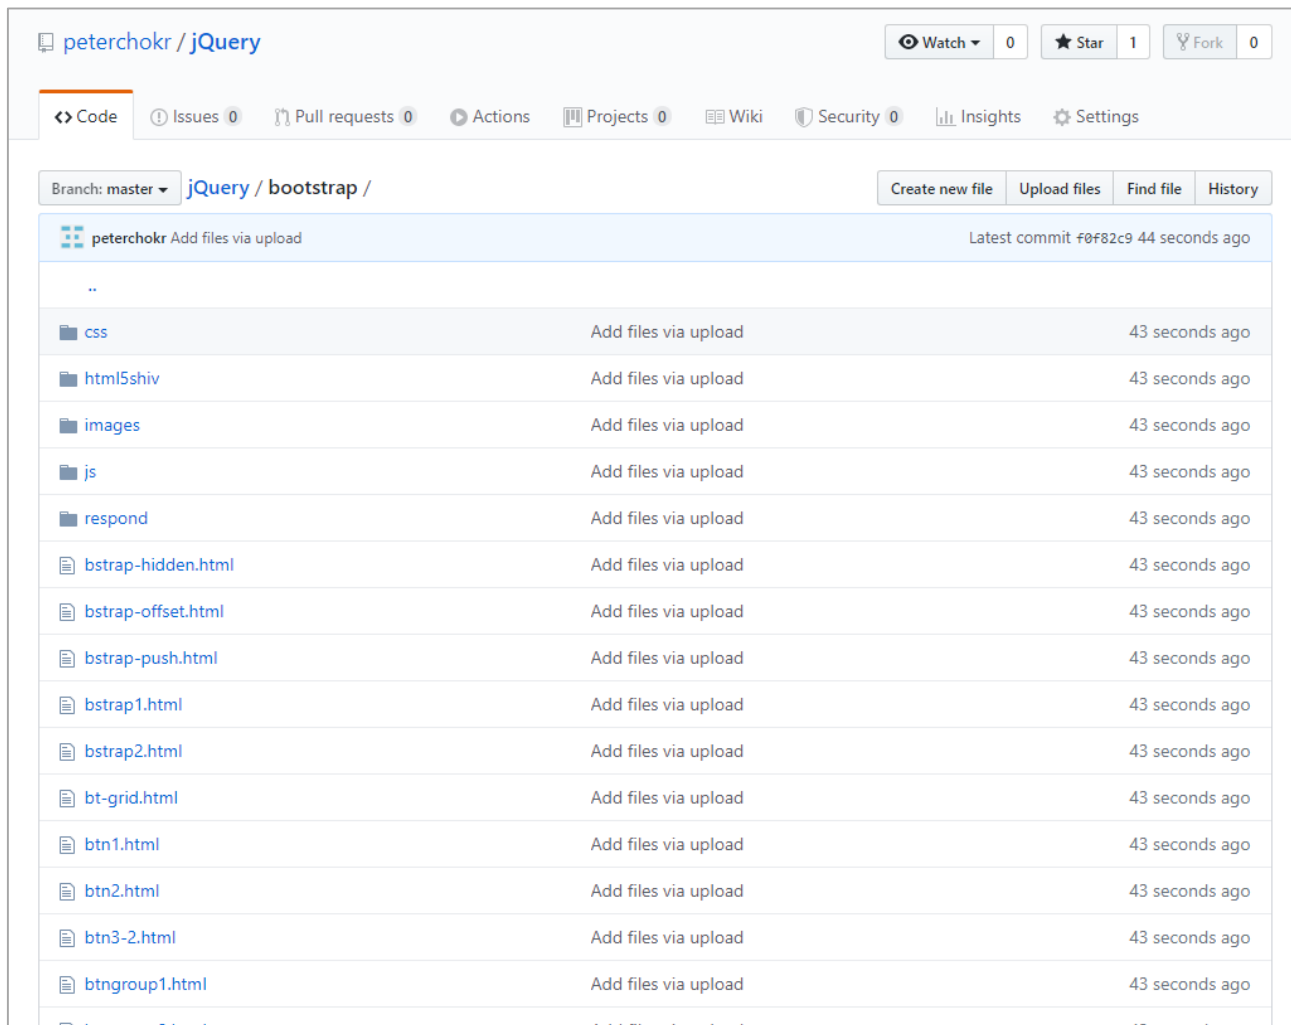 peterchokr / jQuery
Watch 0 Star 1 Fork 0
Code Issues 0 Pull requests 0 Actions Projects 0 Wiki Security 0 Insights Settings
Branch: master jQuery / bootstrap / Create new file Upload files Find file History
peterchokr Add files via upload Latest commit f0f82c9 44 seconds ago
..
css Add files via upload 43 seconds ago
html5shiv Add files via upload 43 seconds ago
images Add files via upload 43 seconds ago
js Add files via upload 43 seconds ago
respond Add files via upload 43 seconds ago
bstrap-hidden.html Add files via upload 43 seconds ago
bstrap-offset.html Add files via upload 43 seconds ago
bstrap-push.html Add files via upload 43 seconds ago
bstrap1.html Add files via upload 43 seconds ago
bstrap2.html Add files via upload 43 seconds ago
bt-grid.html Add files via upload 43 seconds ago
btn1.html Add files via upload 43 seconds ago
btn2.html Add files via upload 43 seconds ago
btn3-2.html Add files via upload 43 seconds ago
btngroup1.html Add files via upload 43 seconds ago